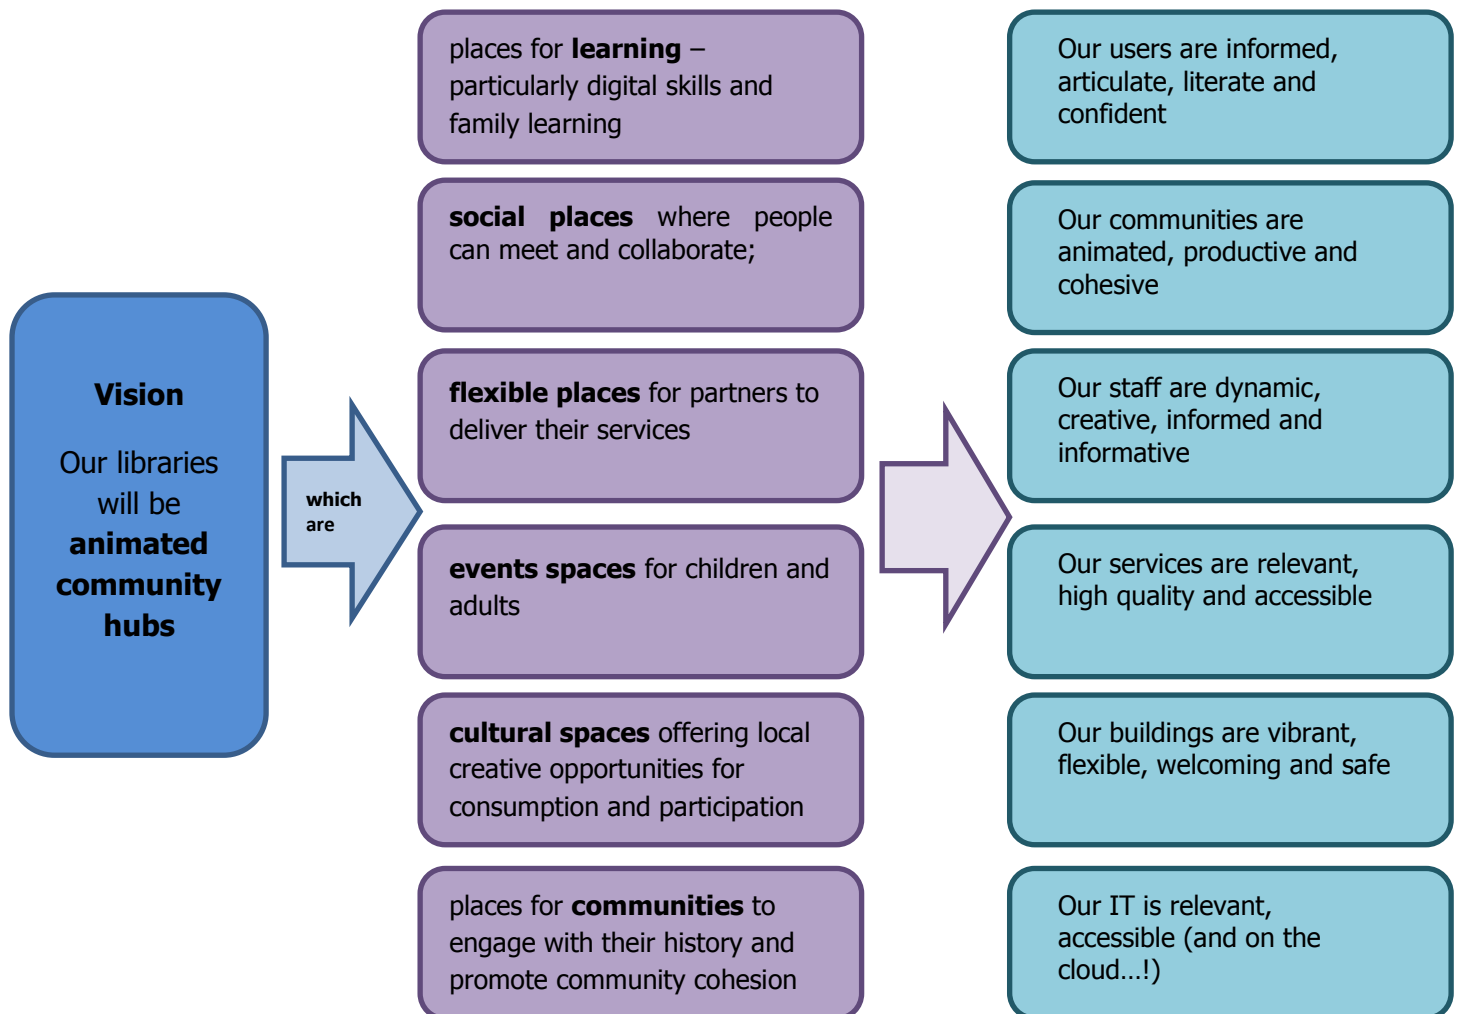 Vision
Our libraries
will be
animated
community
hubs
which
are
places for learning –
particularly digital skills and
family learning
social places where people
can meet and collaborate;
flexible places for partners to
deliver their services
events spaces for children and
adults
cultural spaces offering local
creative opportunities for
consumption and participation
places for communities to
engage with their history and
promote community cohesion
Our users are informed,
articulate, literate and
confident
Our communities are
animated, productive and
cohesive
Our staff are dynamic,
creative, informed and
informative
Our services are relevant,
high quality and accessible
Our buildings are vibrant,
flexible, welcoming and safe
Our IT is relevant,
accessible (and on the
cloud...!)